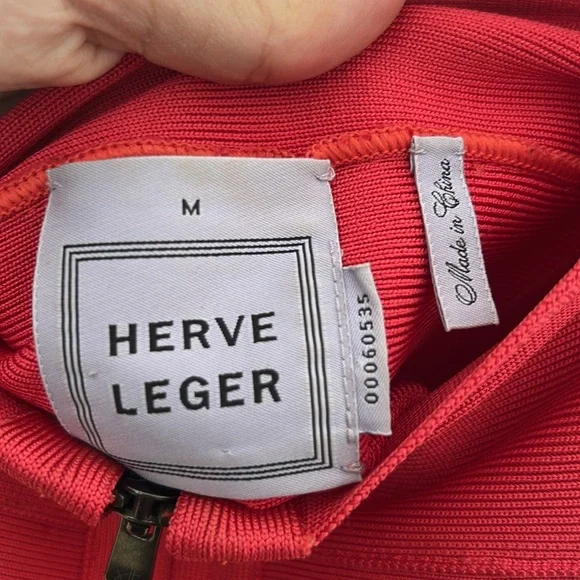 M
HERVE
LEGER
00060535
Made in China